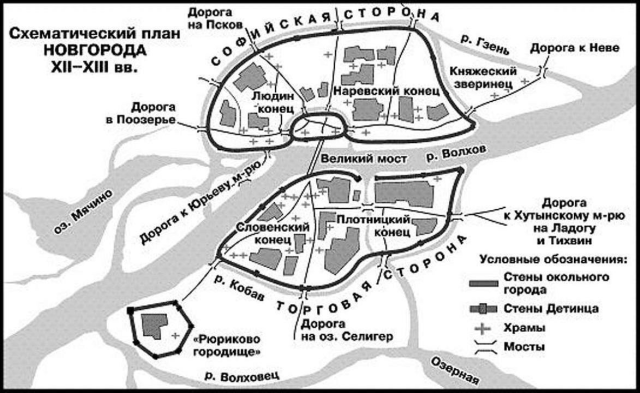 Схематический план
НОВГОРОДА
XII–XIII вв.
Дорога
на Псков
СОФИЙСКАЯ СТОРОНА
р. Гзень
Дорога к Неве
Княжеский
зверинец
Людин
конец
Наревский конец
Дорога
в Поозерье
Великий мост
р. Волхов
оз. Мячино
Дорога к Юрьеву м-рю
Словенский
конец
Плотницкий
конец
Дорога
к Хутынскому м-рю
на Ладогу
и Тихвин
р. Кобав
ТОРГОВАЯ СТОРОНА
«Рюриково
городище»
Дорога
на оз. Селигер
р. Волховец
Озерная
Условные обозначения:
Стены окольного
города
Стены Детинца
Храмы
Мосты